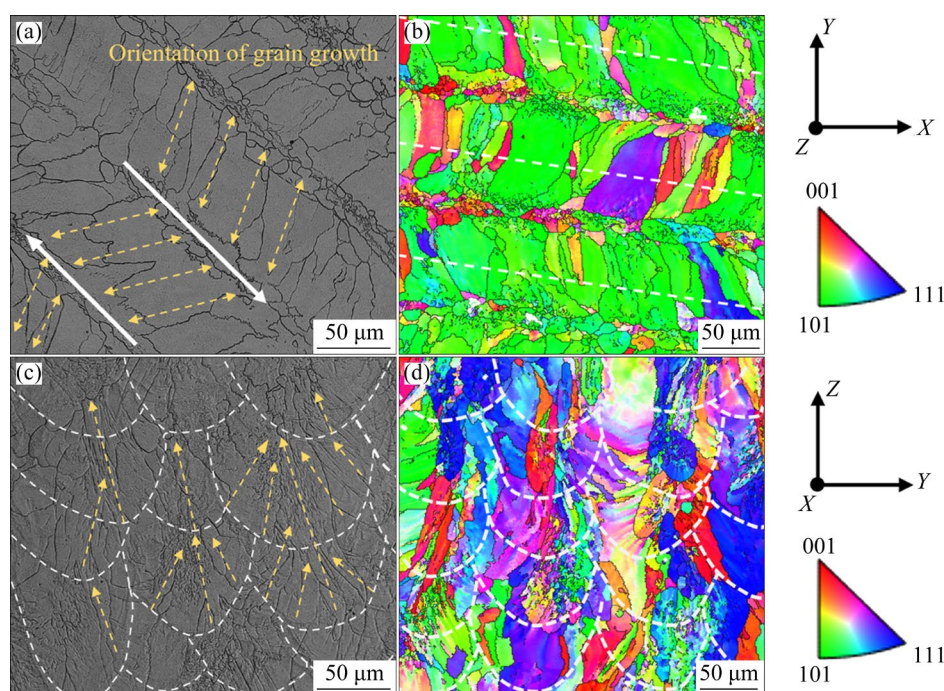 (a)
Orientation of grain growth
50 μm
(b)
50 μm
Y
X
Z
001
101
111
(c)
50 μm
(d)
50 μm
Z
Y
X
001
101
111